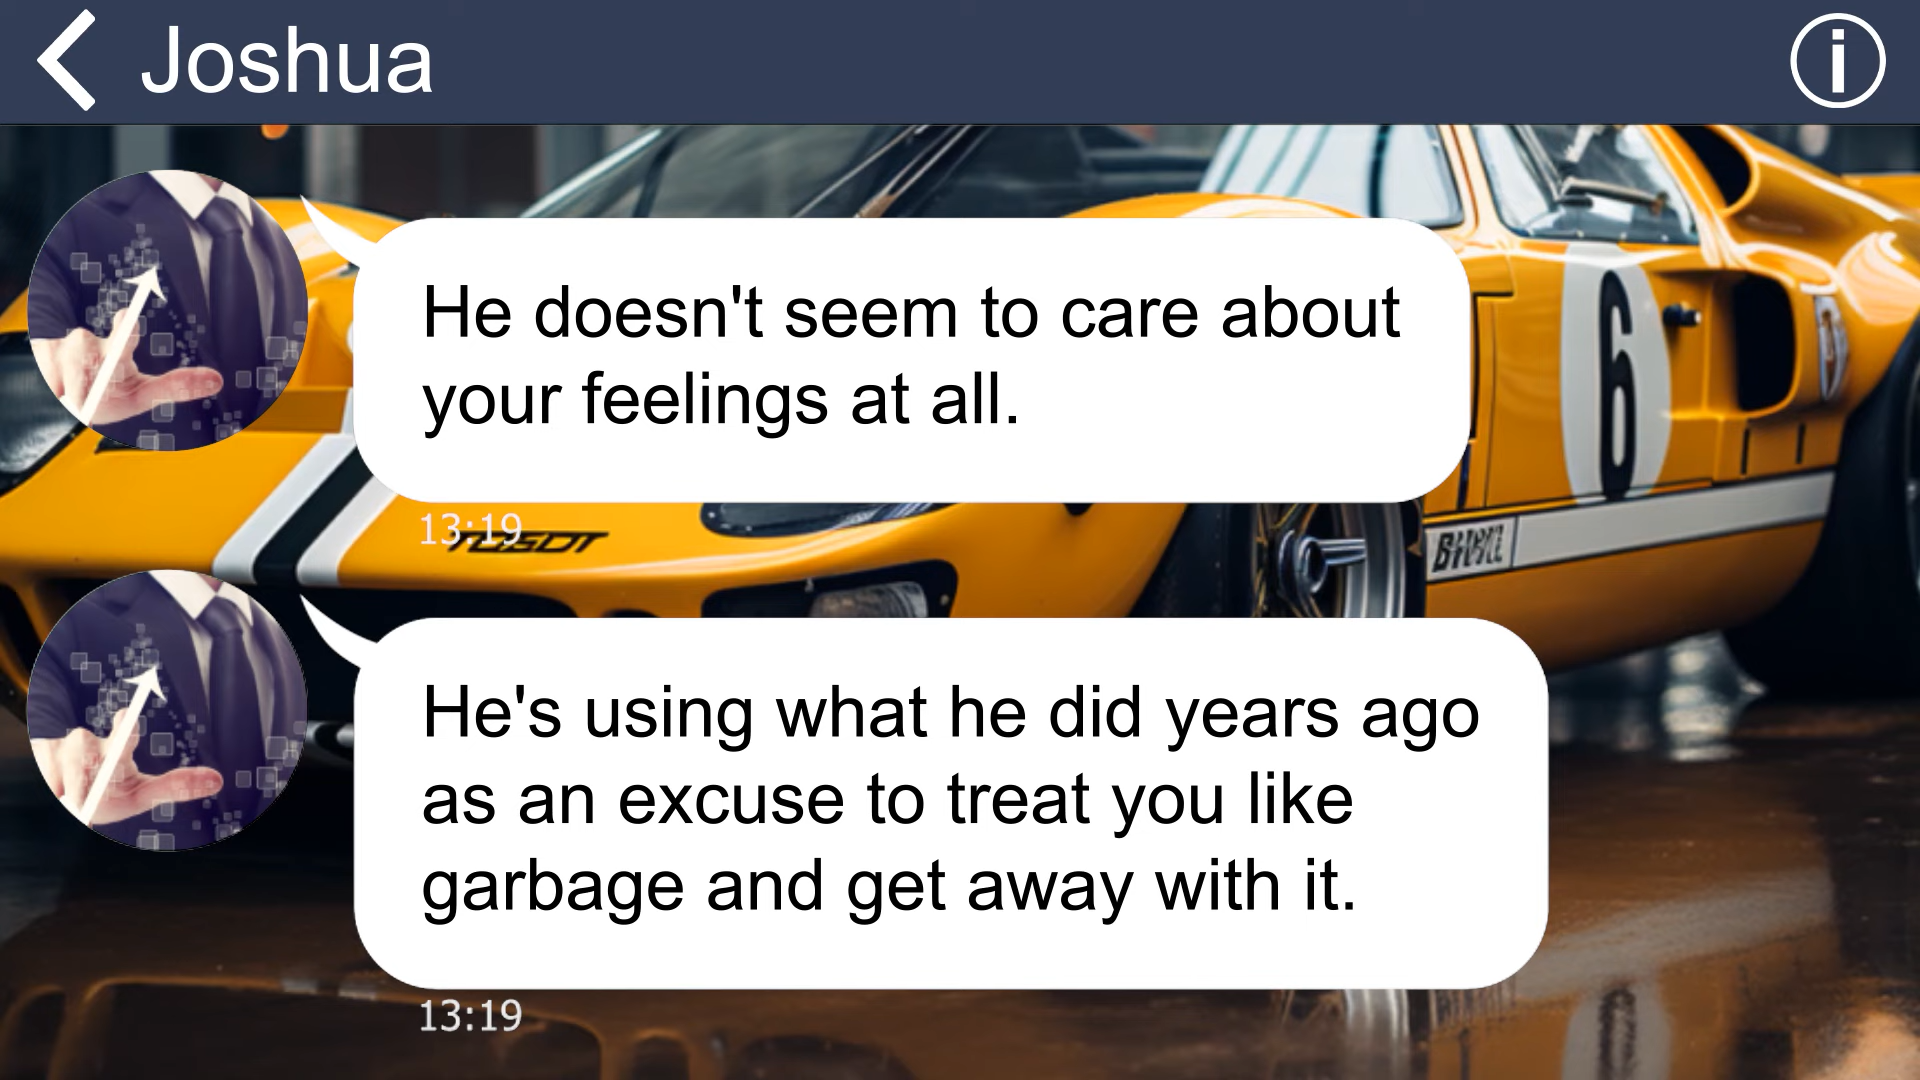 Joshua
He doesn't seem to care about
your feelings at all.
13:19
He's using what he did years ago
as an excuse to treat you like
garbage and get away with it.
13:19
6